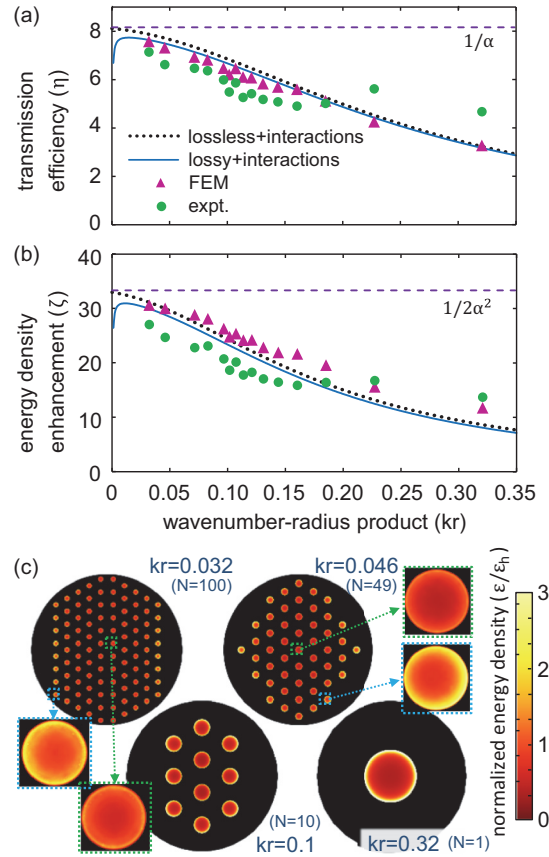 (a)
8
6
4
2
0
transmission
efficiency (η)
1/α
lossless+interactions
lossy+interactions
FEM
expt.
(b)
40
30
20
10
0
energy density
enhancement (ζ)
1/2α²
0 0.05 0.10 0.15 0.20 0.25 0.30 0.35
wavenumber-radius product (kr)
(c)
kr=0.032
(N=100)
kr=0.046
(N=49)
(N=10)
kr=0.1
kr=0.32 (N=1)
normalized energy density (ε/εₕ)
3
2
1
0